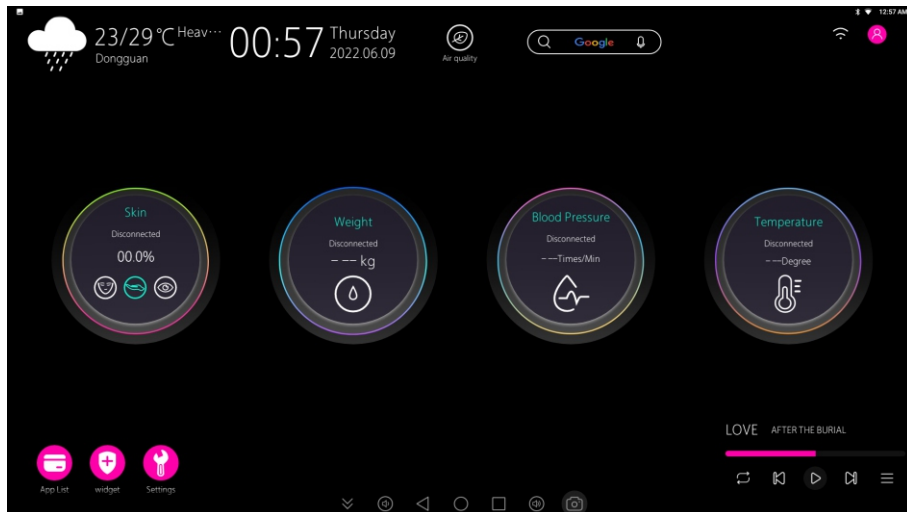 12:57 AM
23/29 ℃ Heav···
Dongguan
00:57
Thursday
2022.06.09
Air quality
Google
Skin
Disconnected
00.0%
Weight
Disconnected
– –– kg
Blood Pressure
Disconnected
– ––Times/Min
Temperature
Disconnected
– ––Degree
LOVE AFTER THE BURIAL
App List
widget
Settings